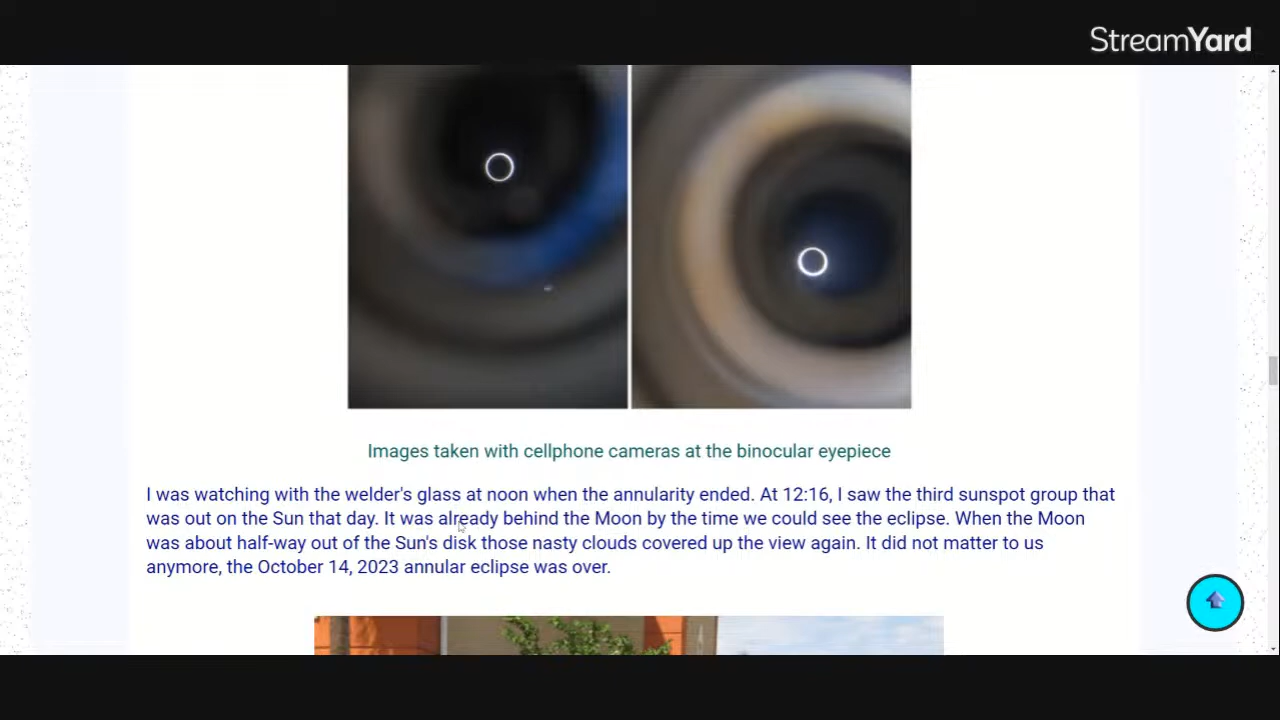 StreamYard
Images taken with cellphone cameras at the binocular eyepiece
I was watching with the welder's glass at noon when the annularity ended. At 12:16, I saw the third sunspot group that
was out on the Sun that day. It was already behind the Moon by the time we could see the eclipse. When the Moon
was about half-way out of the Sun's disk those nasty clouds covered up the view again. It did not matter to us
anymore, the October 14, 2023 annular eclipse was over.